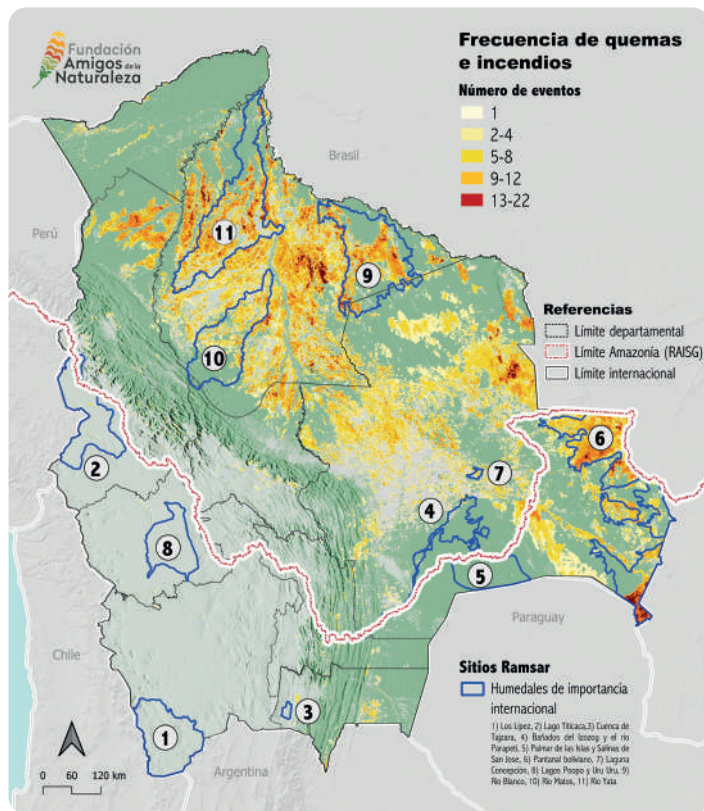 Fundación
Amigos de la
Naturaleza
Frecuencia de quemas
e incendios
Número de eventos
1
2-4
5-8
9-12
13-22
Brasil
Perú
11
9
10
Referencias
Límite departamental
Límite Amazonía (RAISG)
Límite internacional
6
2
7
4
8
5
Paraguay
Chile
3
1
Argentina
0 60 120 km
Sitios Ramsar
Humedales de importancia
internacional
1) Los Lípez, 2) Lago Titicaca,3) Cuenca de
Tajzara, 4) Bañados del Izozog y el río
Parapetí, 5) Palmar de las Islas y Salinas de
San Jose, 6) Pantanal boliviano, 7) Laguna
Concepción, 8) Lagos Poopo y Uru Uru, 9)
Río Blanco, 10) Río Matos, 11) Río Yata